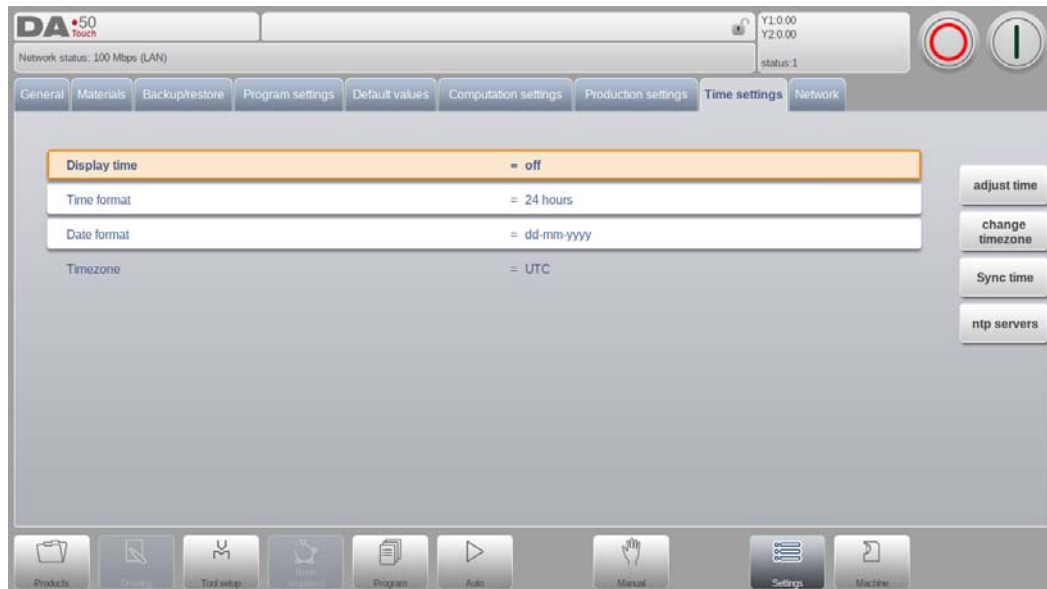 DA •50
Touch
Y1:0.00
Y2:0.00
Network status: 100 Mbps (LAN)
status:1
General Materials Backup/restore Program settings Default values Computation settings Production settings Time settings Network
Display time = off
Time format = 24 hours
Date format = dd-mm-yyyy
Timezone = UTC
adjust time
change
timezone
Sync time
ntp servers
Products Drawing Tool setup Bend
sequence Program Auto Manual Settings Machine